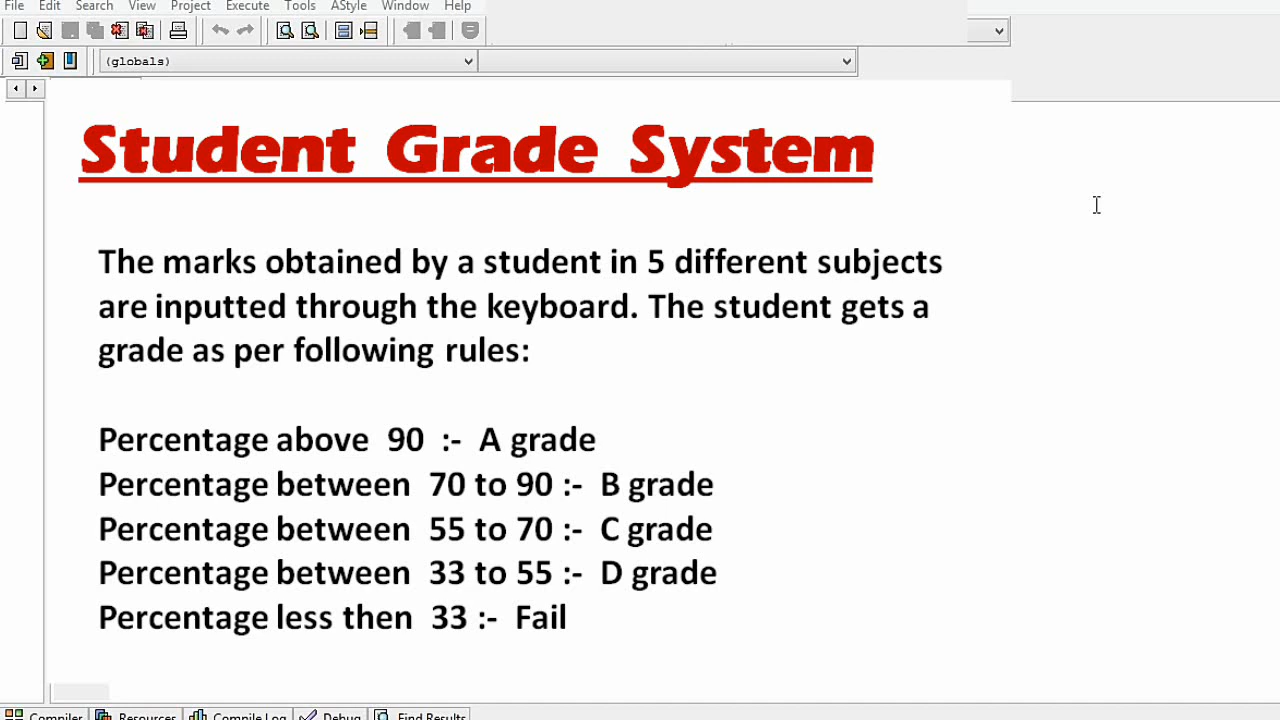 File Edit Search View Project Execute Tools AStyle Window Help
(globals)
Student Grade System
The marks obtained by a student in 5 different subjects
are inputted through the keyboard. The student gets a
grade as per following rules:
Percentage above 90 :- A grade
Percentage between 70 to 90 :- B grade
Percentage between 55 to 70 :- C grade
Percentage between 33 to 55 :- D grade
Percentage less then 33 :- Fail
Compiler Resources Compile Log Debug Find Results